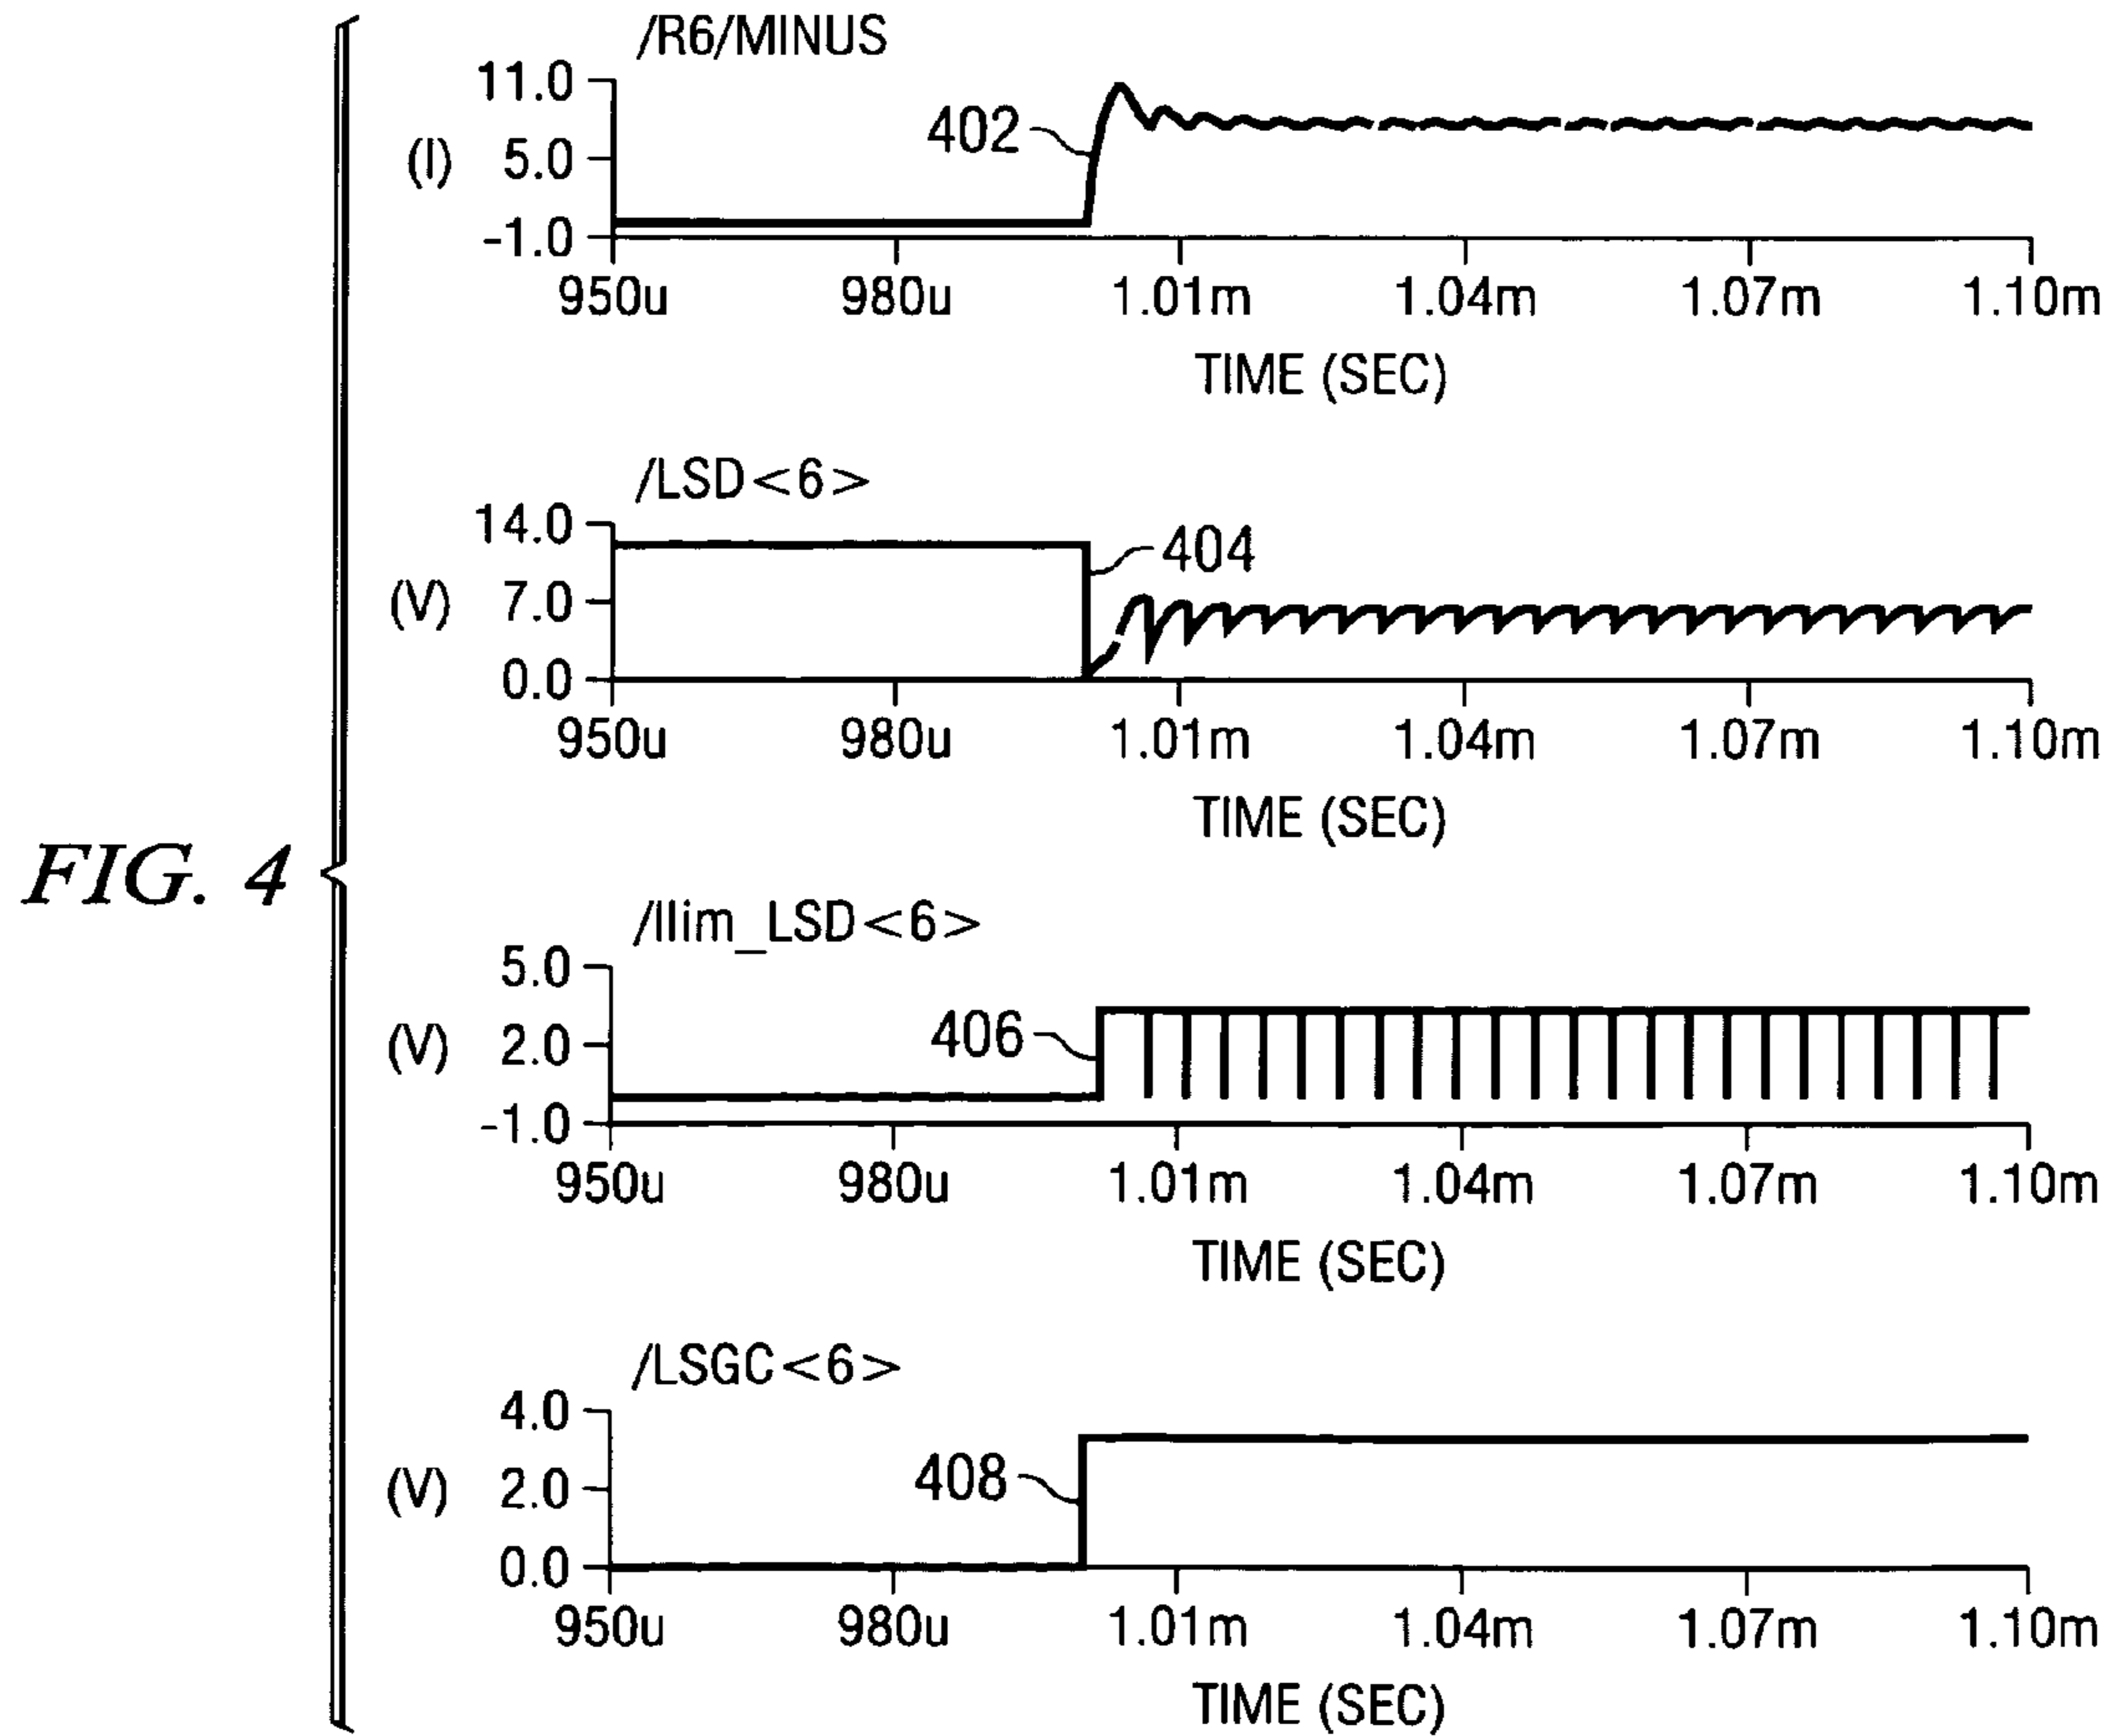 FIG. 4
/R6/MINUS
11.0
402
(I) 5.0
-1.0
950u 980u 1.01m 1.04m 1.07m 1.10m
TIME (SEC)
/LSD<6>
14.0
404
(V) 7.0
0.0
950u 980u 1.01m 1.04m 1.07m 1.10m
TIME (SEC)
/Ilim_LSD<6>
5.0
406
(V) 2.0
-1.0
950u 980u 1.01m 1.04m 1.07m 1.10m
TIME (SEC)
/LSGC<6>
4.0
408
(V) 2.0
0.0
950u 980u 1.01m 1.04m 1.07m 1.10m
TIME (SEC)